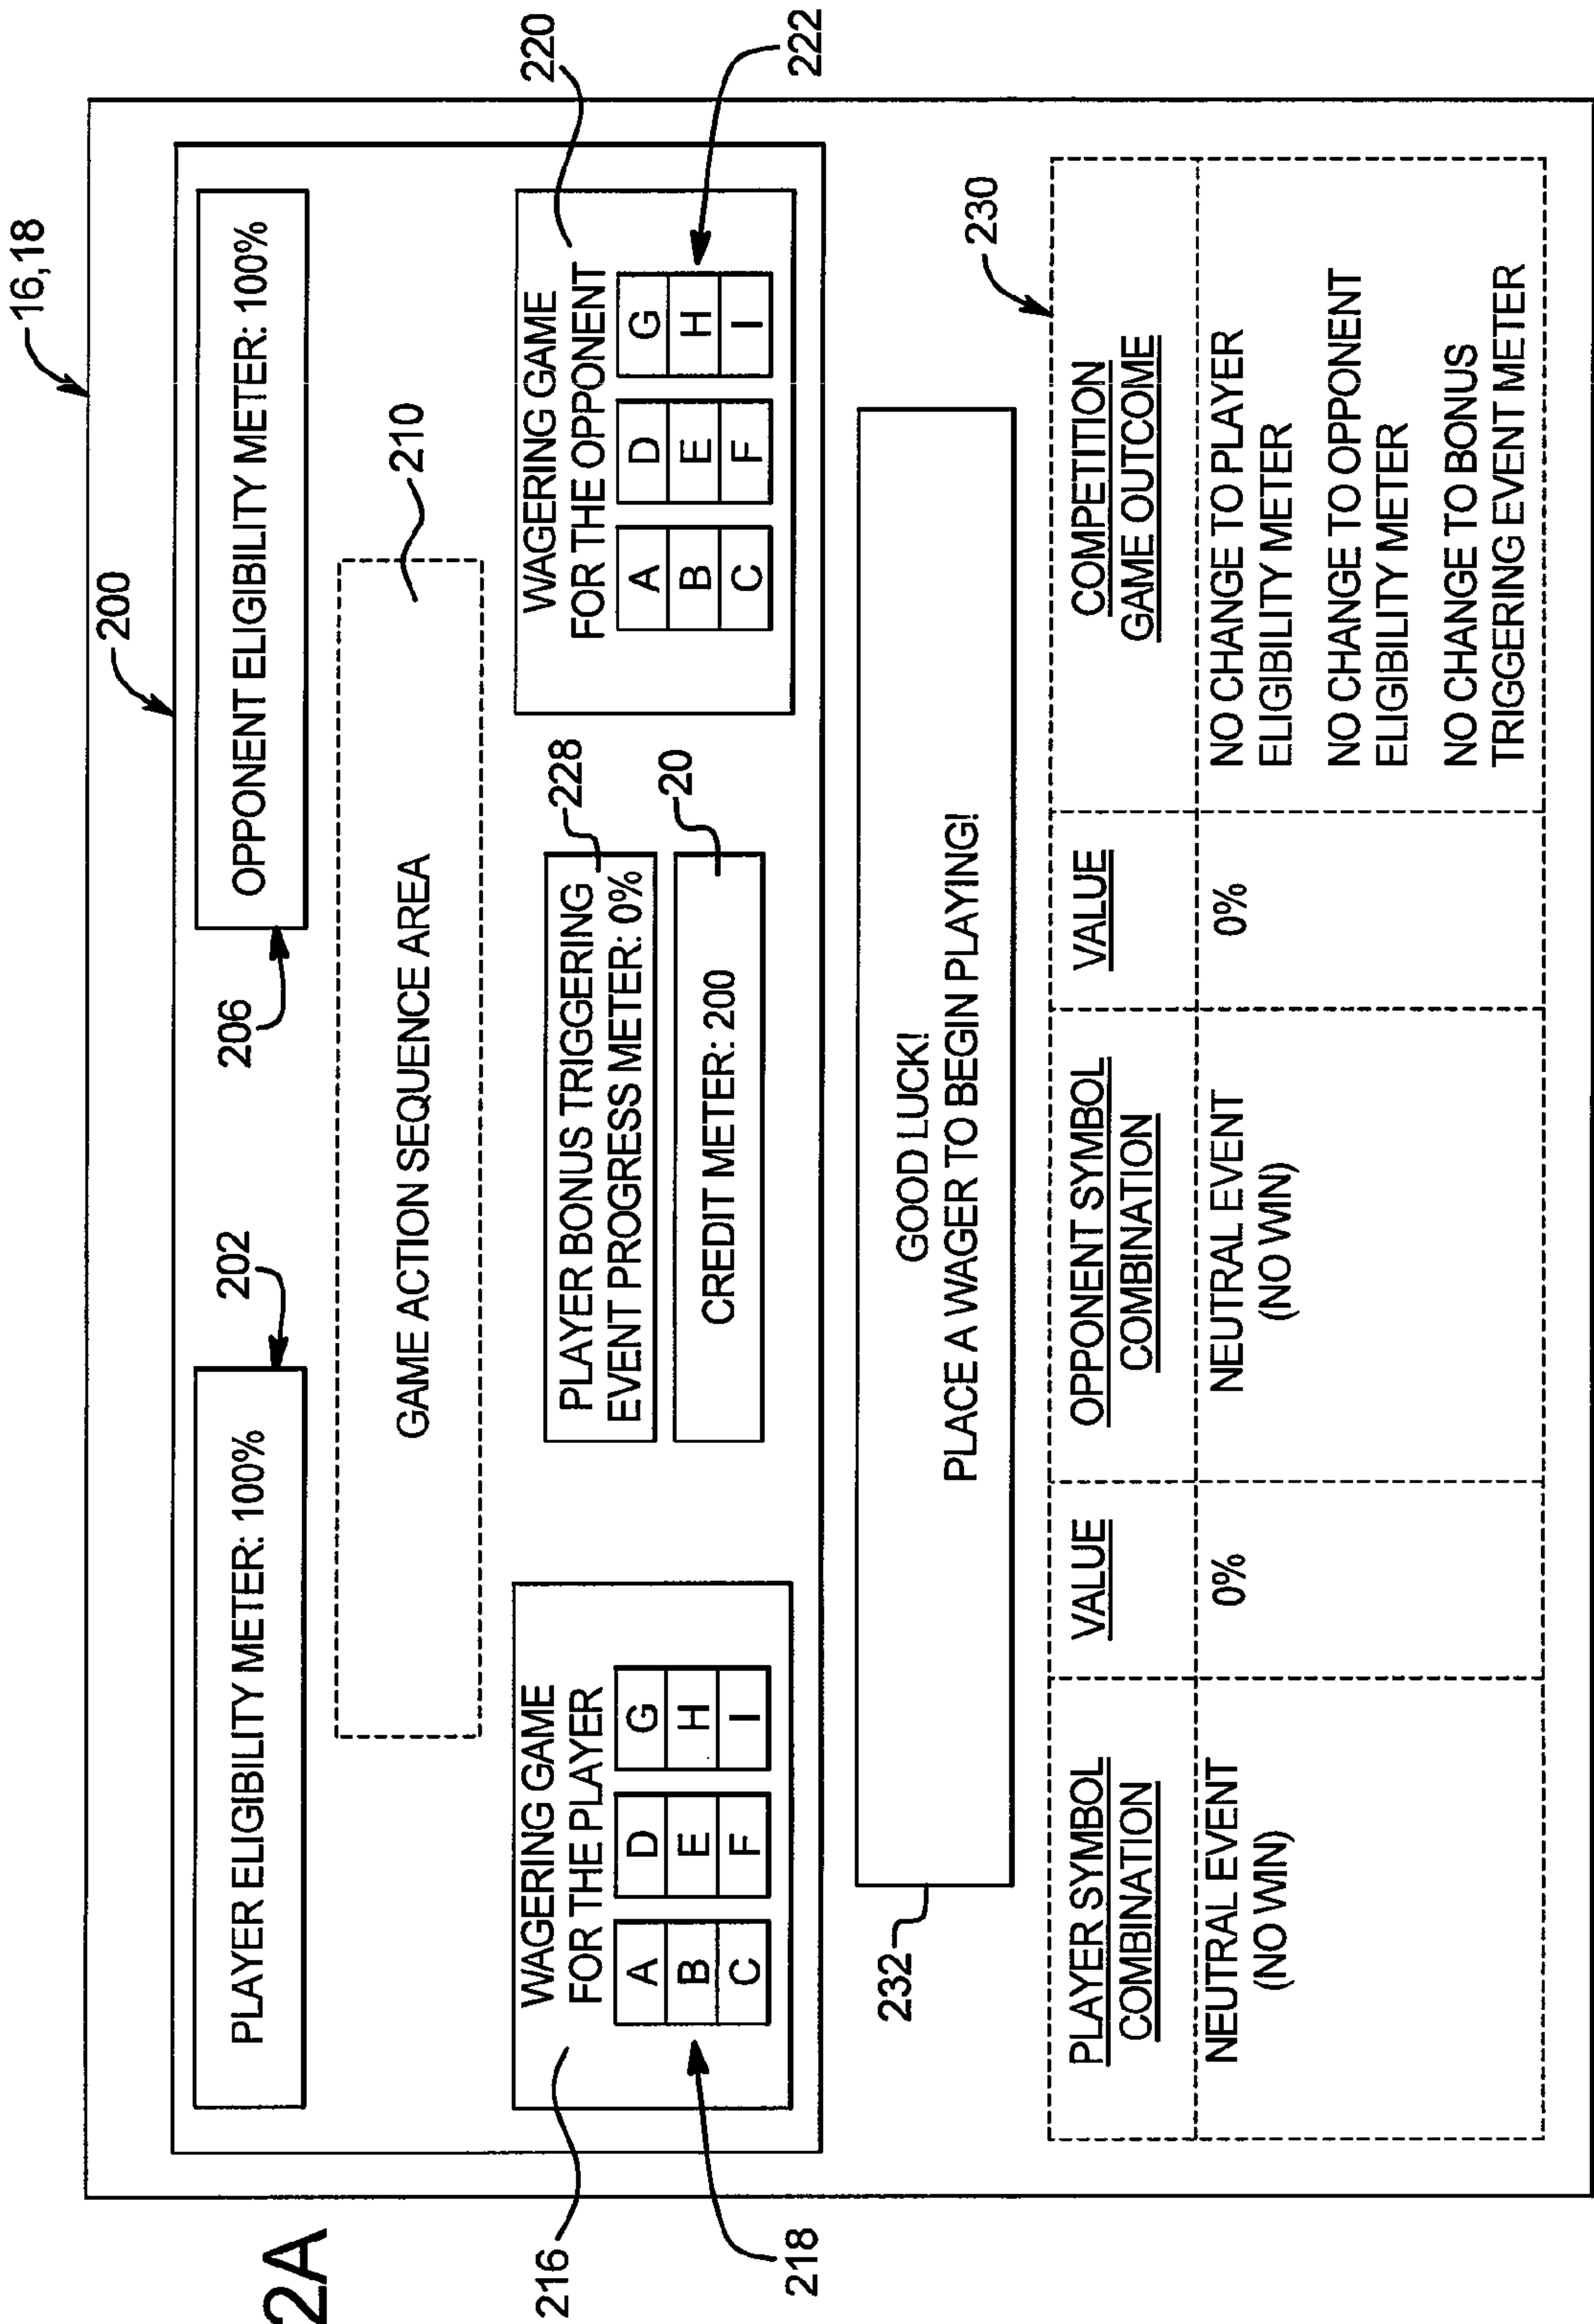 2A
16,18
200
202
206
PLAYER ELIGIBILITY METER: 100%
OPPONENT ELIGIBILITY METER: 100%
210
GAME ACTION SEQUENCE AREA
216
WAGERING GAME
FOR THE PLAYER
A D G
B E H
C F I
218
PLAYER BONUS TRIGGERING
EVENT PROGRESS METER: 0%
228
CREDIT METER: 200
20
WAGERING GAME
FOR THE OPPONENT
A D G
B E H
C F I
220
222
232
GOOD LUCK!
PLACE A WAGER TO BEGIN PLAYING!
230
PLAYER SYMBOL
COMBINATION
VALUE
OPPONENT SYMBOL
COMBINATION
VALUE
COMPETITION
GAME OUTCOME
NEUTRAL EVENT
(NO WIN)
0%
NEUTRAL EVENT
(NO WIN)
0%
NO CHANGE TO PLAYER
ELIGIBILITY METER
NO CHANGE TO OPPONENT
ELIGIBILITY METER
NO CHANGE TO BONUS
TRIGGERING EVENT METER